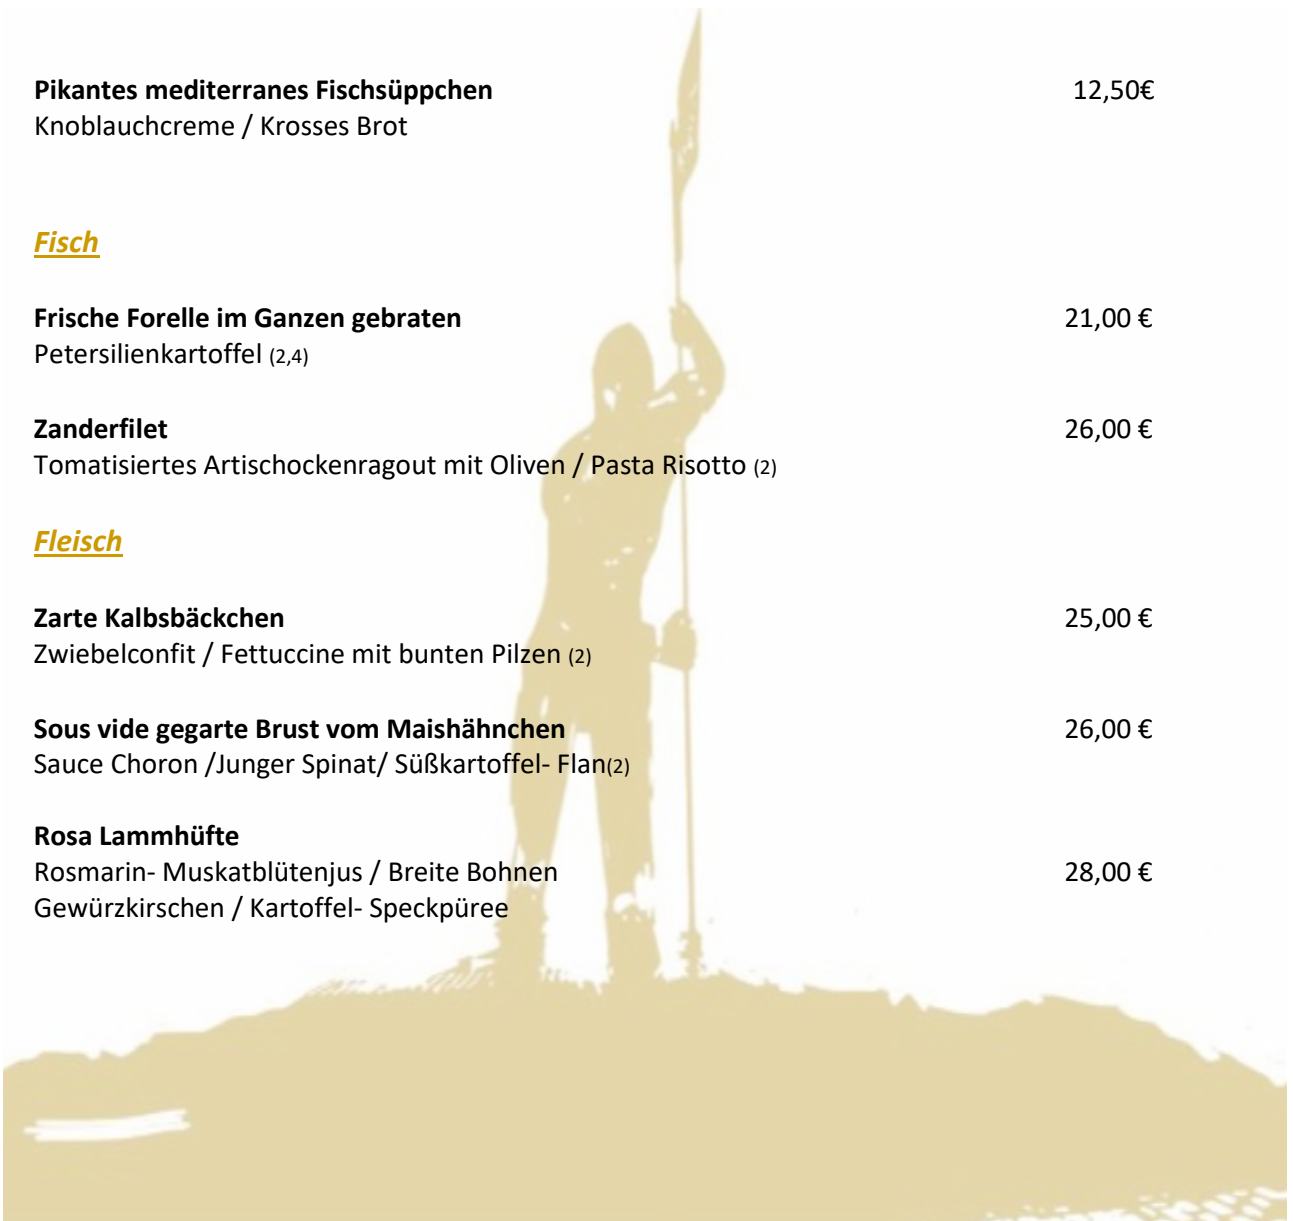 Pikantes mediterranes Fischsüppchen 12,50€
Knoblauchcreme / Krosses Brot
Fisch
Frische Forelle im Ganzen gebraten 21,00 €
Petersilienkartoffel (2,4)
Zanderfilet 26,00 €
Tomatisiertes Artischockenragout mit Oliven / Pasta Risotto (2)
Fleisch
Zarte Kalbsbäckchen 25,00 €
Zwiebelconfit / Fettuccine mit bunten Pilzen (2)
Sous vide gegarte Brust vom Maishähnchen 26,00 €
Sauce Choron /Junger Spinat/ Süßkartoffel- Flan(2)
Rosa Lammhüfte
Rosmarin- Muskatblütenjus / Breite Bohnen 28,00 €
Gewürzkirschen / Kartoffel- Speckpüree